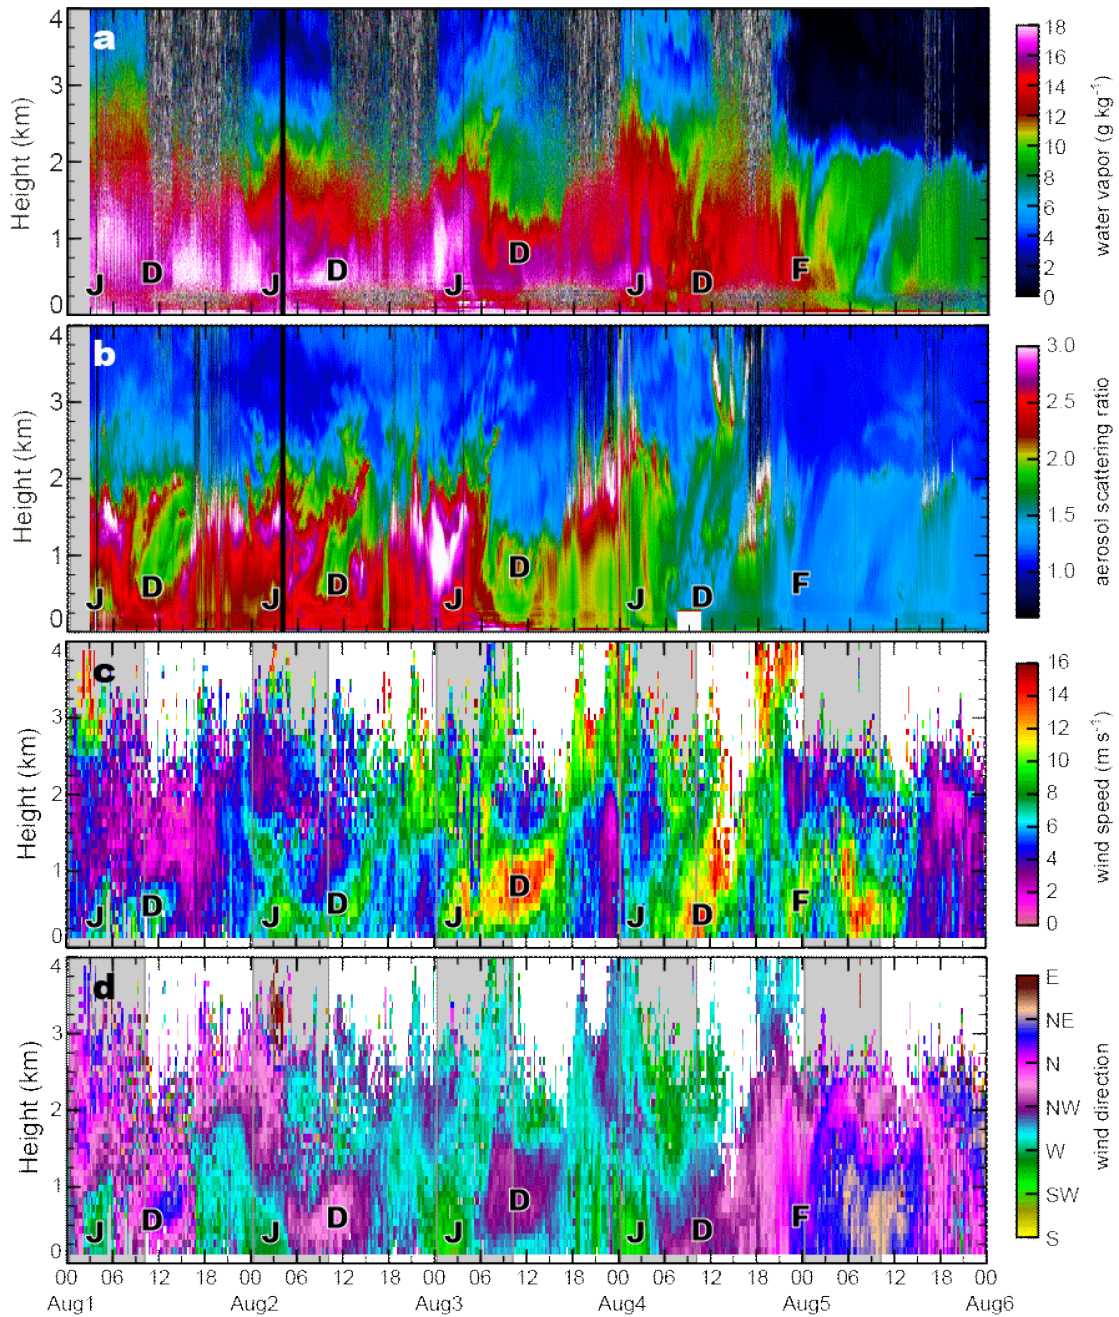 a
4
3
2
1
0
Height (km)
J D J D J D J D F
18
16
14
12
10
8
6
4
2
0
water vapor (g kg⁻¹)
b
4
3
2
1
0
Height (km)
J D J D J D J D F
3.0
2.5
2.0
1.5
1.0
aerosol scattering ratio
c
4
3
2
1
0
Height (km)
J D J D J D J D F
16
14
12
10
8
6
4
2
0
wind speed (m s⁻¹)
d
4
3
2
1
0
Height (km)
J D J D J D J D F
E
NE
N
NW
W
SW
S
wind direction
00 06 12 18 00 06 12 18 00 06 12 18 00 06 12 18 00 06 12 18 00
Aug1 Aug2 Aug3 Aug4 Aug5 Aug6